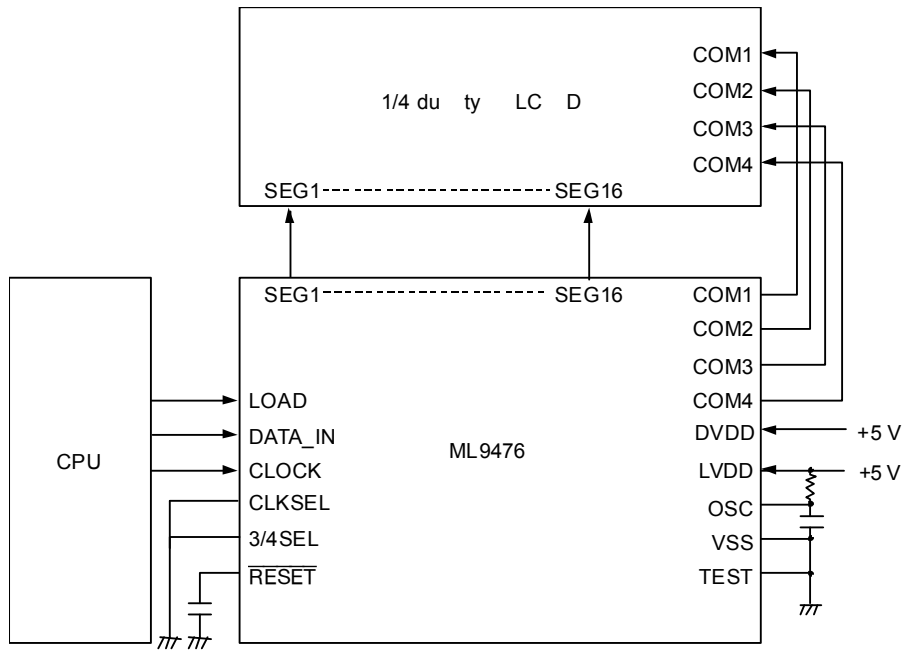 COM1
COM2
1/4 du ty LC D
COM3
COM4
SEG1 SEG16
SEG1 SEG16
COM1
COM2
COM3
LOAD
COM4
DATA_IN
DVDD
+5 V
CPU
ML9476
CLOCK
LVDD
+5 V
CLKSEL
OSC
3/4SEL
VSS
RESET
TEST